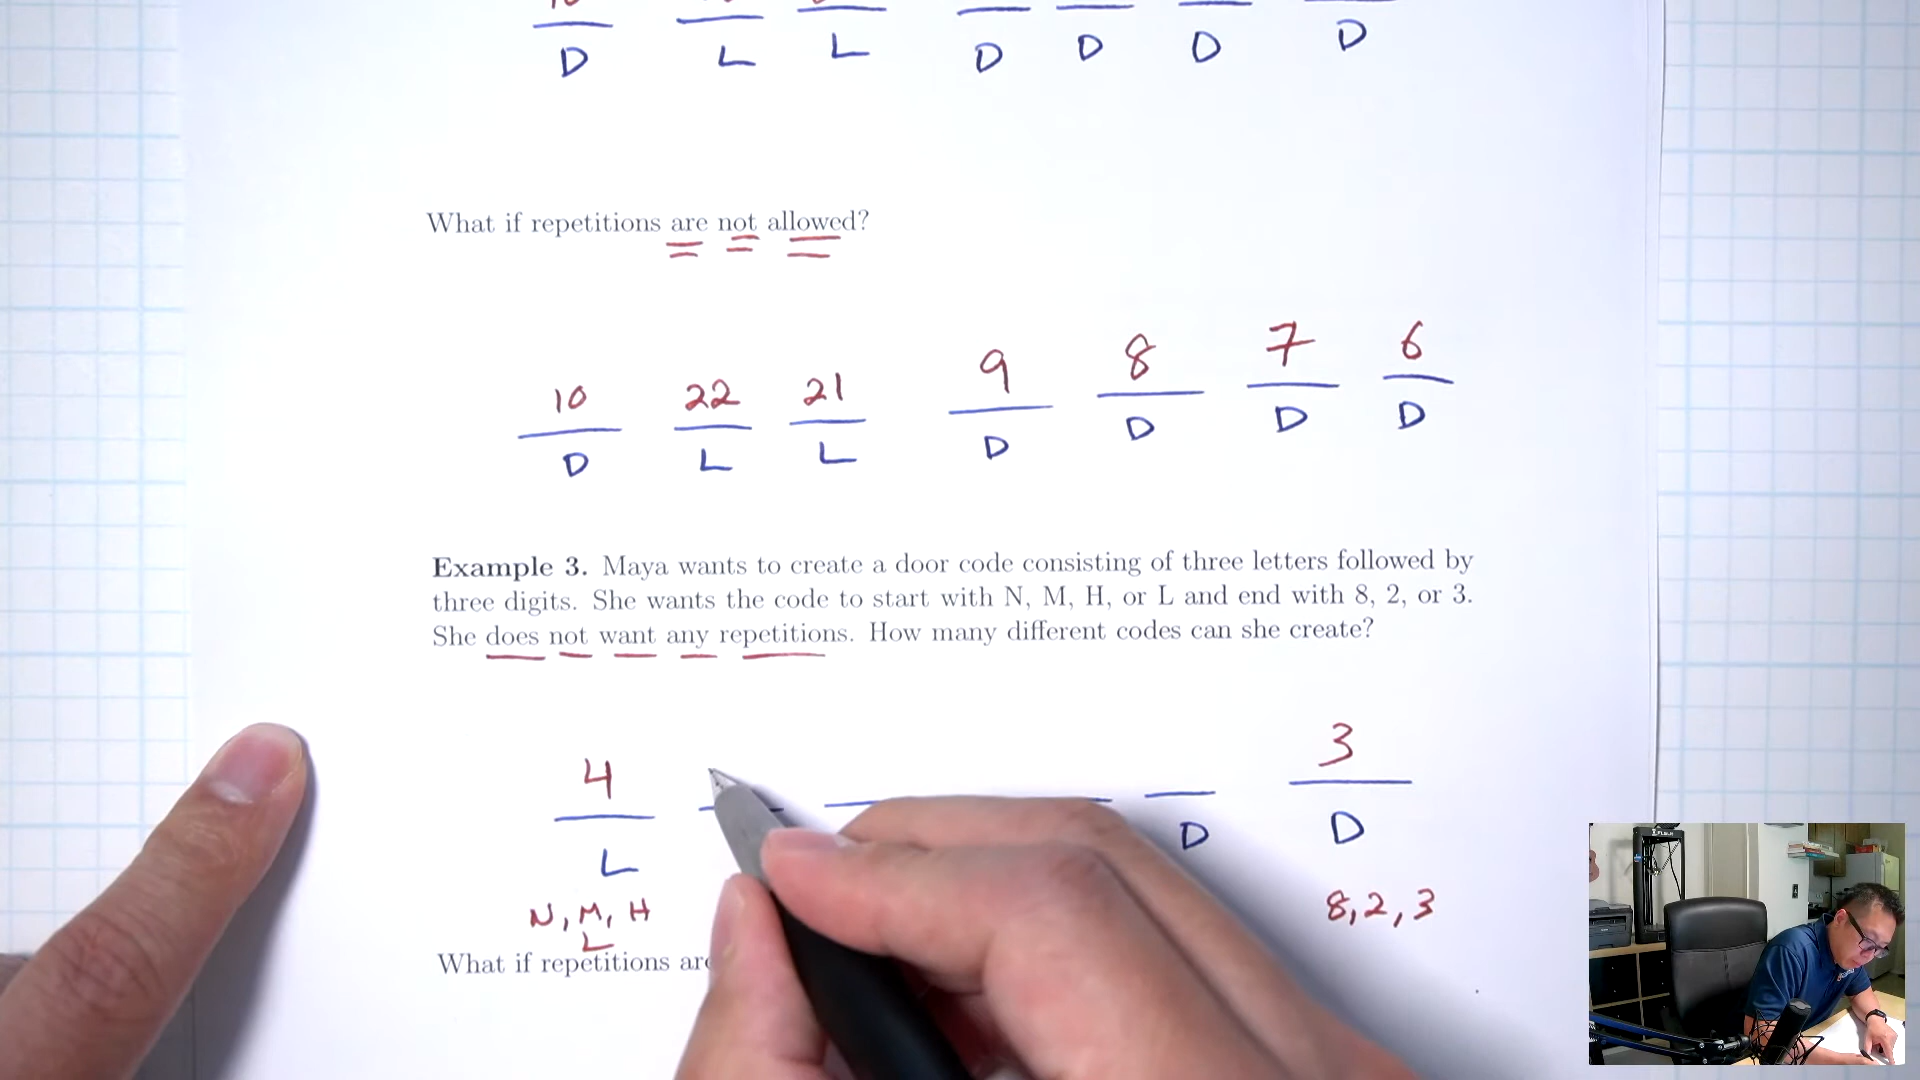 D L L D D D D
What if repetitions are not allowed?
10 22 21 9 8 7 6
D L L D D D D
Example 3. Maya wants to create a door code consisting of three letters followed by
three digits. She wants the code to start with N, M, H, or L and end with 8, 2, or 3.
She does not want any repetitions. How many different codes can she create?
4 3
L D D
N, M, H 8, 2, 3
L
What if repetitions are